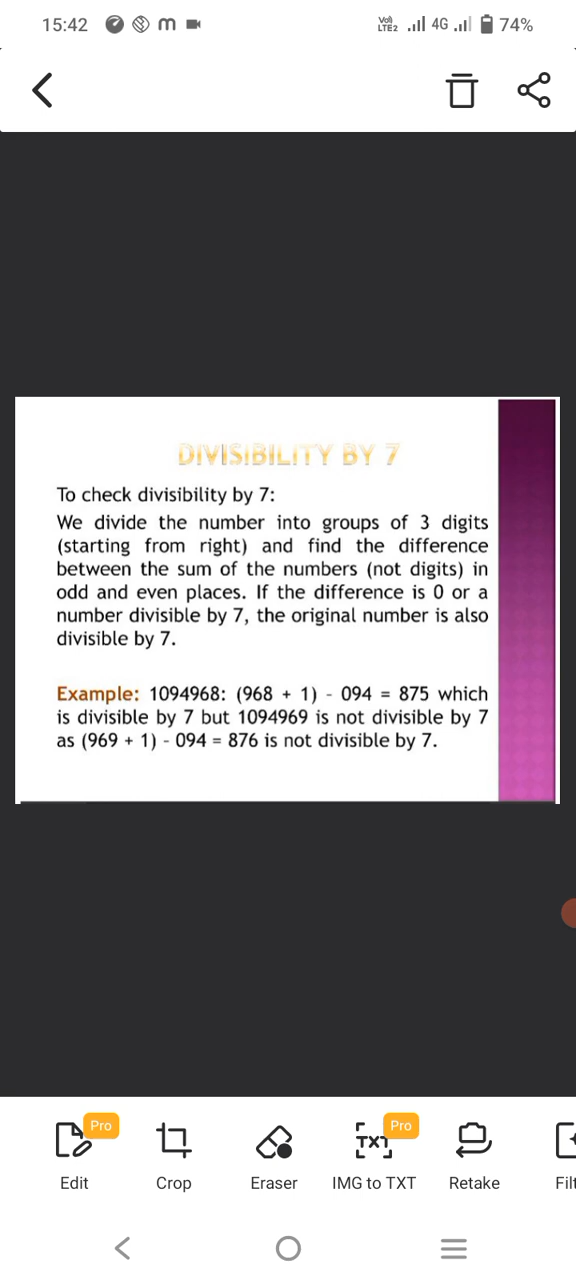 15:42 m Vo) LTE2 4G 74%
DIVISIBILITY BY 7
To check divisibility by 7:
We divide the number into groups of 3 digits
(starting from right) and find the difference
between the sum of the numbers (not digits) in
odd and even places. If the difference is 0 or a
number divisible by 7, the original number is also
divisible by 7.
Example: 1094968: (968 + 1) - 094 = 875 which
is divisible by 7 but 1094969 is not divisible by 7
as (969 + 1) - 094 = 876 is not divisible by 7.
Pro TXT Pro
Edit Crop Eraser IMG to TXT Retake Filt